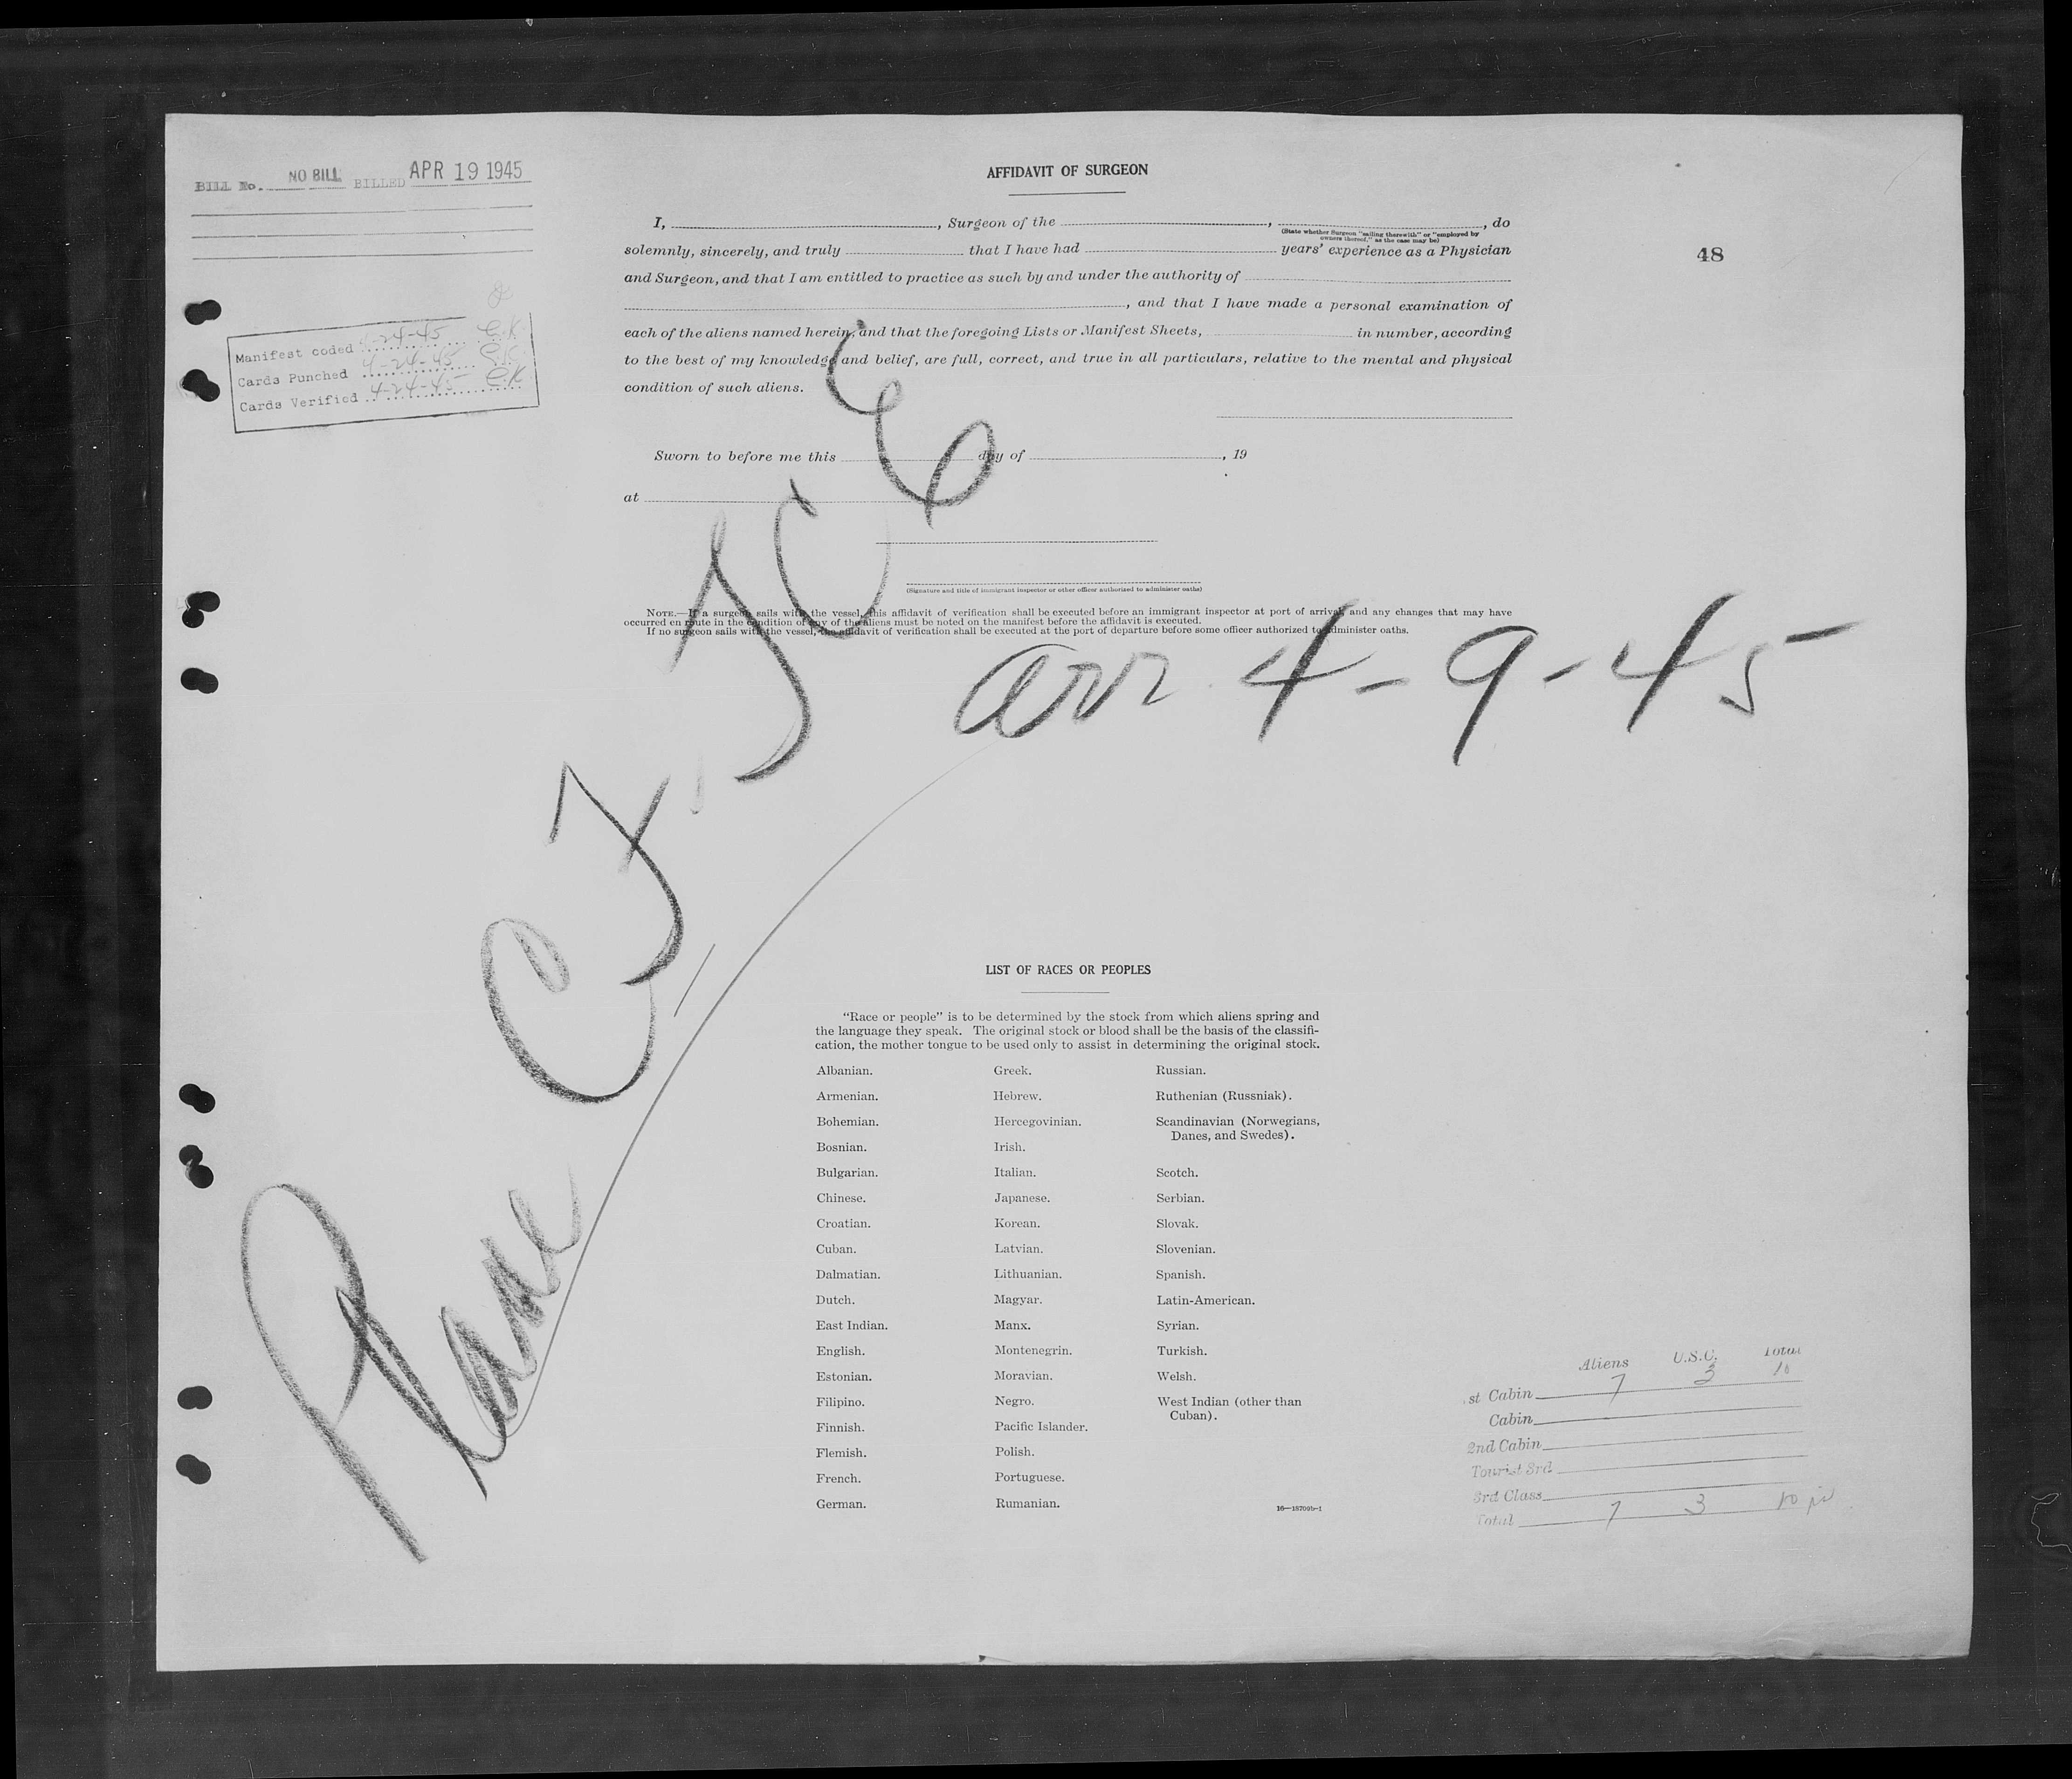 BILL No. NO BILL BILLED APR 19 1945
Manifest coded 4-24-45 C.K.
Cards Punched 4-24-45 C.K.
Cards Verified 4-24-45 C.K.
AFFIDAVIT OF SURGEON
48
I, , Surgeon of the , , do
(State whether Surgeon "sailing therewith" or "employed by
owners thereof," as the case may be)
solemnly, sincerely, and truly that I have had years' experience as a Physician
and Surgeon, and that I am entitled to practice as such by and under the authority of
, and that I have made a personal examination of
each of the aliens named herein, and that the foregoing Lists or Manifest Sheets, in number, according
to the best of my knowledge and belief, are full, correct, and true in all particulars, relative to the mental and physical
condition of such aliens.
Sworn to before me this day of , 19
at
(Signature and title of immigrant inspector or other officer authorized to administer oaths)
NOTE.—If a surgeon sails with the vessel, this affidavit of verification shall be executed before an immigrant inspector at port of arrival, and any changes that may have
occurred en route in the condition of any of the aliens must be noted on the manifest before the affidavit is executed.
If no surgeon sails with the vessel, the affidavit of verification shall be executed at the port of departure before some officer authorized to administer oaths.
Plane
arr 4-9-45
LIST OF RACES OR PEOPLES
"Race or people" is to be determined by the stock from which aliens spring and
the language they speak. The original stock or blood shall be the basis of the classifi-
cation, the mother tongue to be used only to assist in determining the original stock.
Albanian.
Armenian.
Bohemian.
Bosnian.
Bulgarian.
Chinese.
Croatian.
Cuban.
Dalmatian.
Dutch.
East Indian.
English.
Estonian.
Filipino.
Finnish.
Flemish.
French.
German.
Greek.
Hebrew.
Hercegovinian.
Irish.
Italian.
Japanese.
Korean.
Latvian.
Lithuanian.
Magyar.
Manx.
Montenegrin.
Moravian.
Negro.
Pacific Islander.
Polish.
Portuguese.
Rumanian.
Russian.
Ruthenian (Russniak).
Scandinavian (Norwegians,
Danes, and Swedes).
Scotch.
Serbian.
Slovak.
Slovenian.
Spanish.
Latin-American.
Syrian.
Turkish.
Welsh.
West Indian (other than
Cuban).
16—18709b-1
Aliens U.S.C. Total
st Cabin 7 3 10
Cabin
2nd Cabin
Tourist 3rd
3rd Class
Total 7 3 10